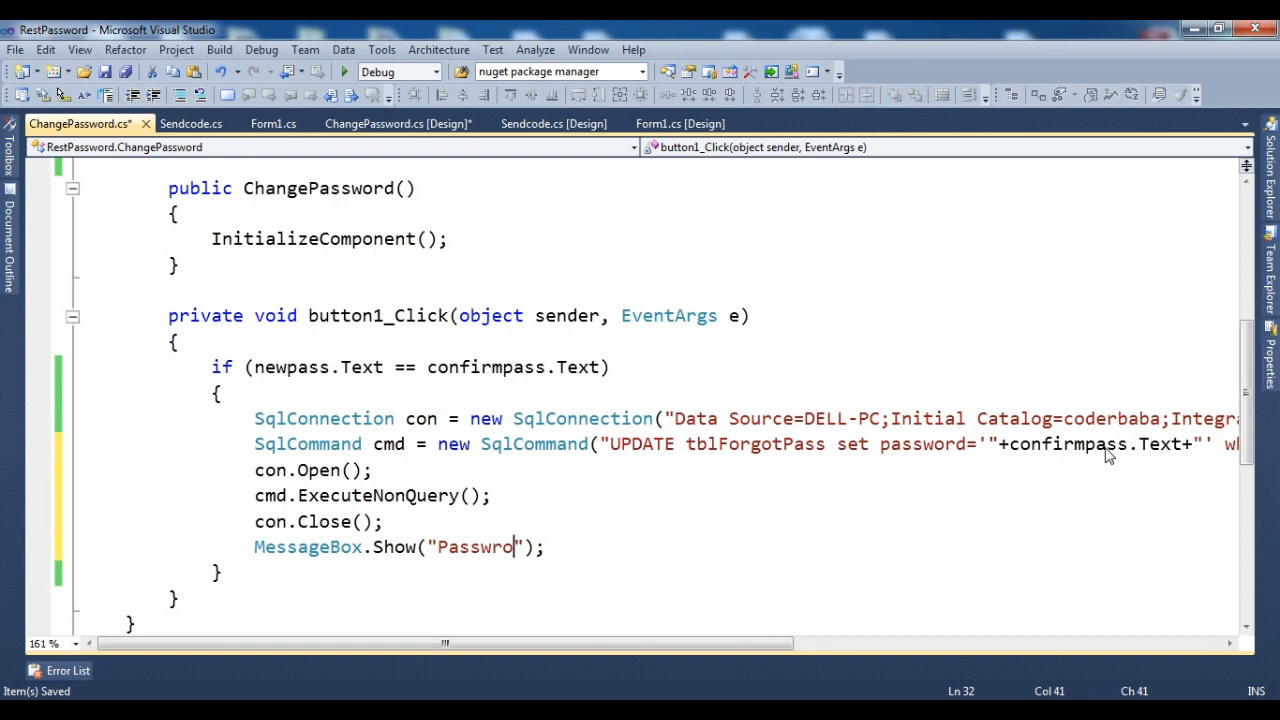 RestPassword - Microsoft Visual Studio
File Edit View Refactor Project Build Debug Team Data Tools Architecture Test Analyze Window Help
Debug nuget package manager
ChangePassword.cs* Sendcode.cs Form1.cs ChangePassword.cs [Design]* Sendcode.cs [Design] Form1.cs [Design]
RestPassword.ChangePassword button1_Click(object sender, EventArgs e)
Toolbox
Document Outline
Solution Explorer
Team Explorer
Properties
public ChangePassword()
{
InitializeComponent();
}
private void button1_Click(object sender, EventArgs e)
{
if (newpass.Text == confirmpass.Text)
{
SqlConnection con = new SqlConnection("Data Source=DELL-PC;Initial Catalog=coderbaba;Integra
SqlCommand cmd = new SqlCommand("UPDATE tblForgotPass set password='"+confirmpass.Text+"' wh
con.Open();
cmd.ExecuteNonQuery();
con.Close();
MessageBox.Show("Passwro");
}
}
}
161 %
Error List
Item(s) Saved Ln 32 Col 41 Ch 41 INS